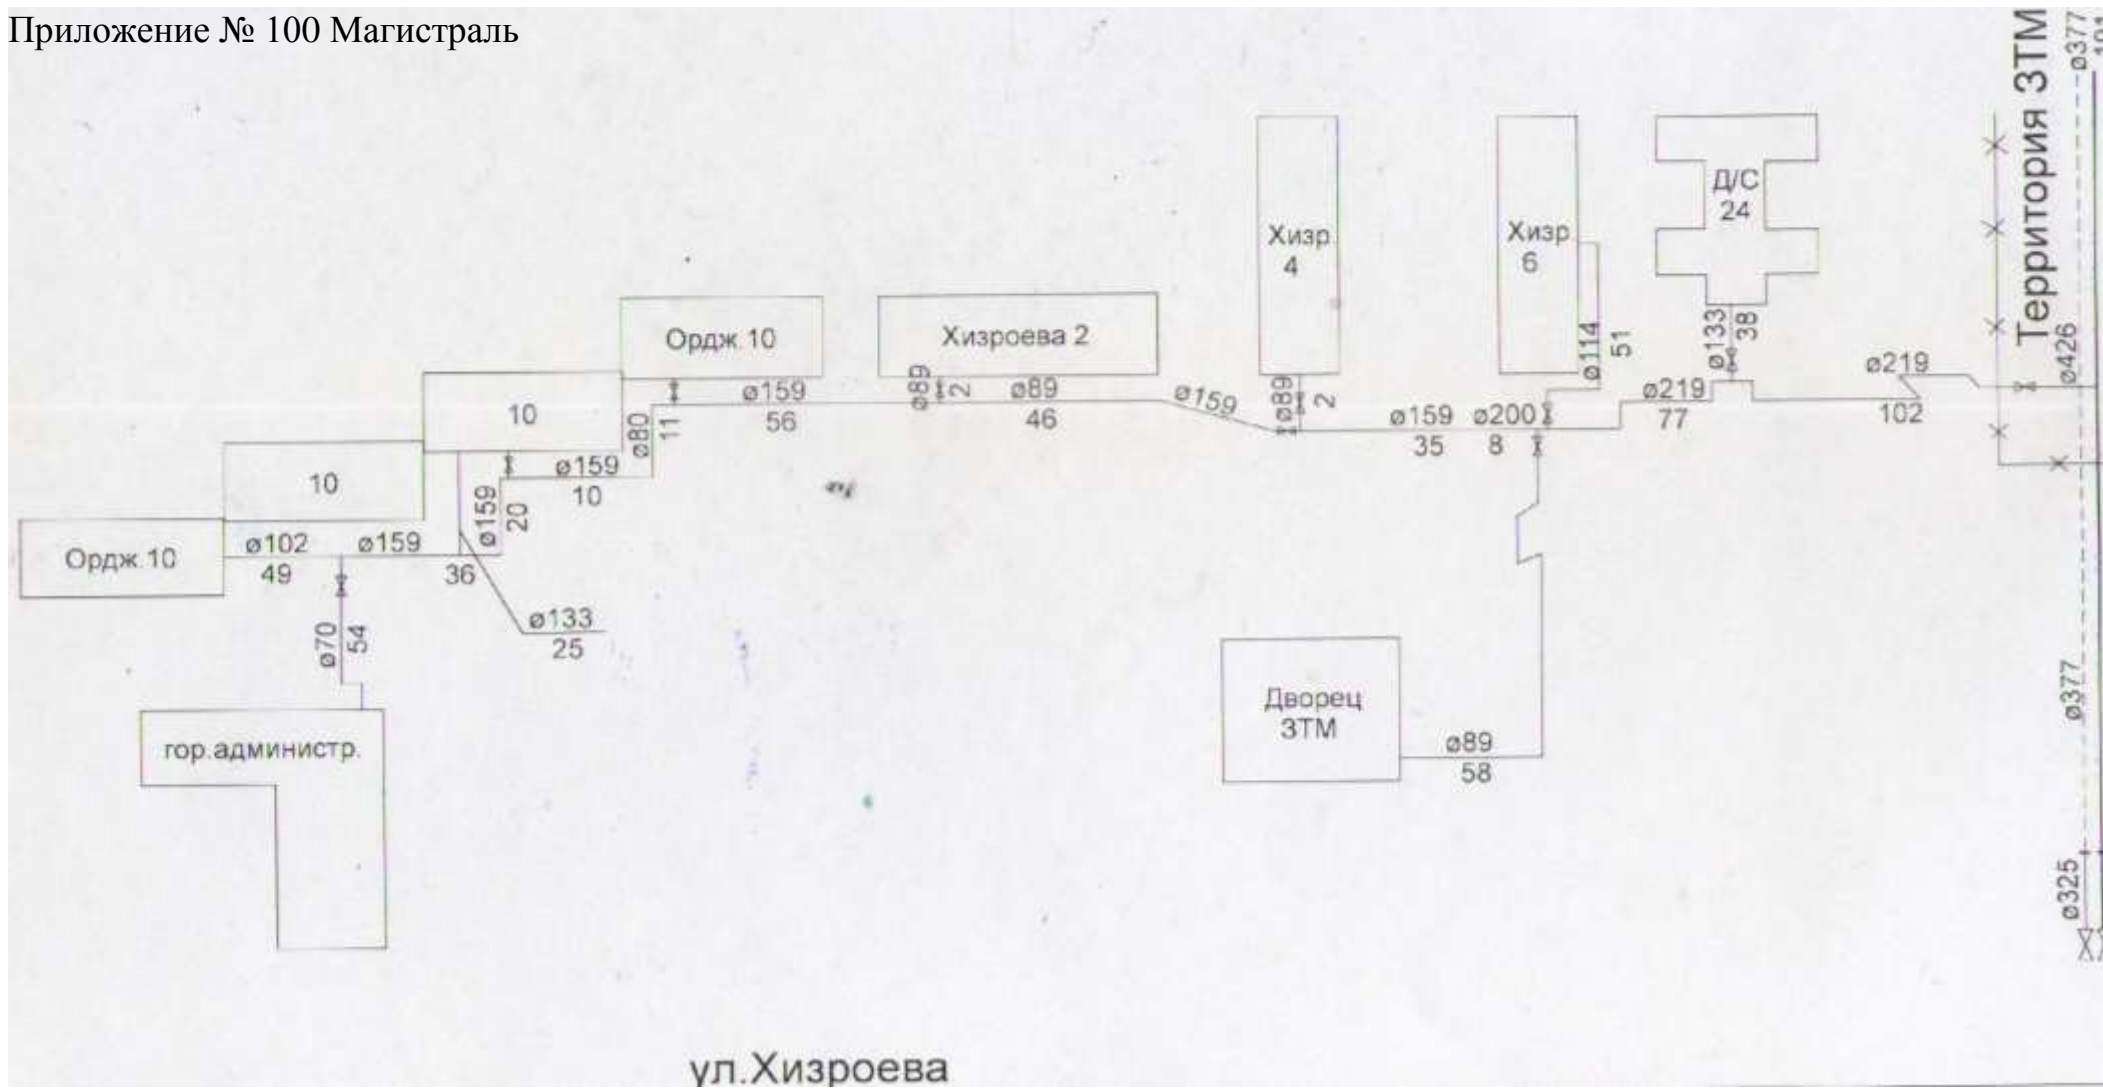 Приложение № 100 Магистраль
Территория ЗТМ
ø377
ø426
ø377
ø325
Д/С
24
ø133
38
ø219
102
ø219
77
Хизр
6
ø114
51
ø200
8
Хизр
4
ø89
2
ø159
35
ø159
Хизроева 2
ø89
2
ø89
46
Ордж 10
ø159
56
ø80
11
10
ø159
10
ø159
20
10
Ордж.10
ø102
49
ø159
36
ø133
25
ø70
54
гор.администр.
Дворец
ЗТМ
ø89
58
ул.Хизроева